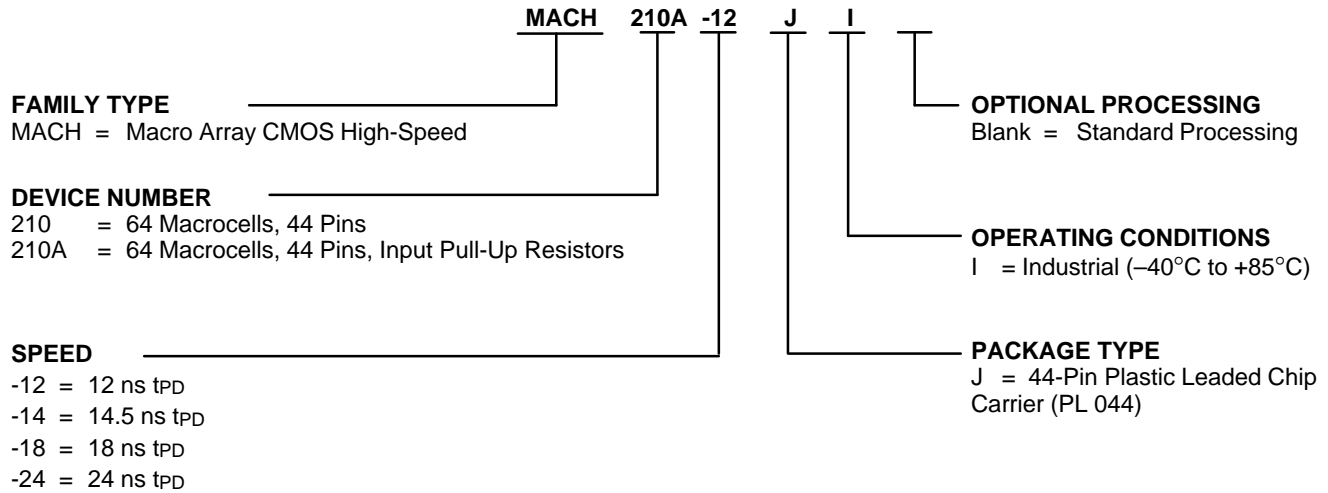 MACH 210A -12 J I
FAMILY TYPE
MACH = Macro Array CMOS High-Speed
DEVICE NUMBER
210 = 64 Macrocells, 44 Pins
210A = 64 Macrocells, 44 Pins, Input Pull-Up Resistors
SPEED
-12 = 12 ns tPD
-14 = 14.5 ns tPD
-18 = 18 ns tPD
-24 = 24 ns tPD
OPTIONAL PROCESSING
Blank = Standard Processing
OPERATING CONDITIONS
I = Industrial (–40°C to +85°C)
PACKAGE TYPE
J = 44-Pin Plastic Leaded Chip
Carrier (PL 044)